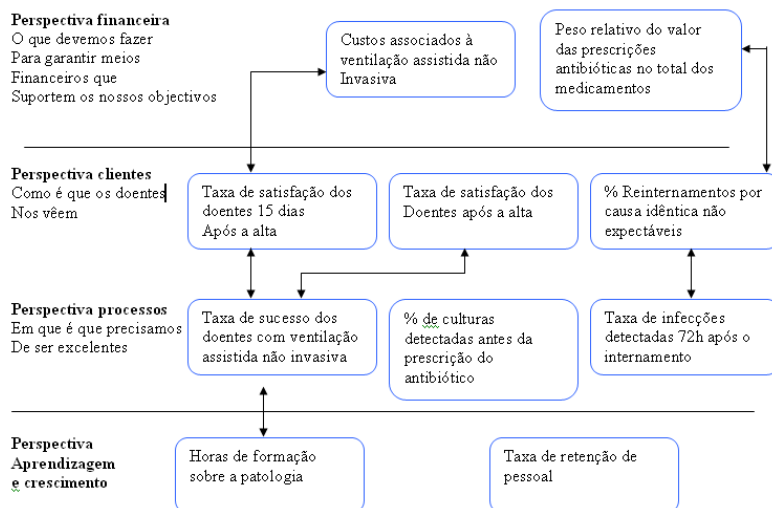 Perspectiva financeira
O que devemos fazer
Para garantir meios
Financeiros que
Suportem os nossos objectivos
Custos associados à
ventilação assistida não
Invasiva
Peso relativo do valor
das prescrições
antibióticas no total dos
medicamentos
Perspectiva clientes
Como é que os doentes
Nos vêem
Taxa de satisfação dos
doentes 15 dias
Após a alta
Taxa de satisfação dos
Doentes após a alta
% Reinternamentos por
causa idêntica não
expectáveis
Perspectiva processos
Em que é que precisamos
De ser excelentes
Taxa de sucesso dos
doentes com ventilação
assistida não invasiva
% de culturas
detectadas antes da
prescrição do
antibiótico
Taxa de infecções
detectadas 72h após o
internamento
Perspectiva
Aprendizagem
e crescimento
Horas de formação
sobre a patologia
Taxa de retenção de
pessoal